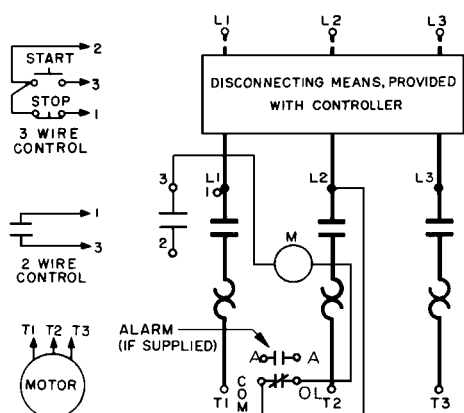 L1 L2 L3
2
START
3
STOP
1
3 WIRE
CONTROL
DISCONNECTING MEANS, PROVIDED
WITH CONTROLLER
3
L1
1
L2
L3
1
3
2 WIRE
CONTROL
2
M
T1 T2 T3
MOTOR
ALARM
(IF SUPPLIED)
A A
COM
OL
T1 T2 T3